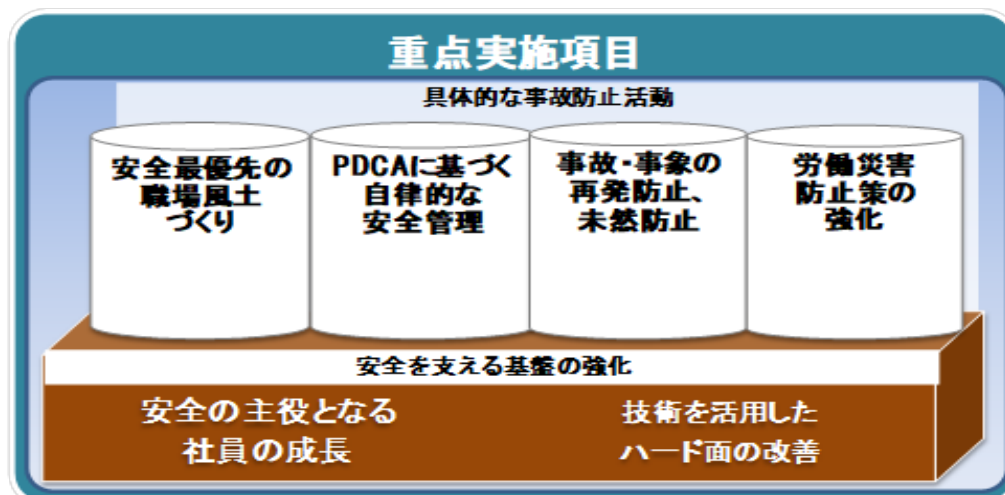 重点実施項目
具体的な事故防止活動
安全最優先の
職場風土
づくり
PDCAに基づく
自律的な
安全管理
事故・事象の
再発防止、
未然防止
労働災害
防止策の
強化
安全を支える基盤の強化
安全の主役となる
社員の成長
技術を活用した
ハード面の改善